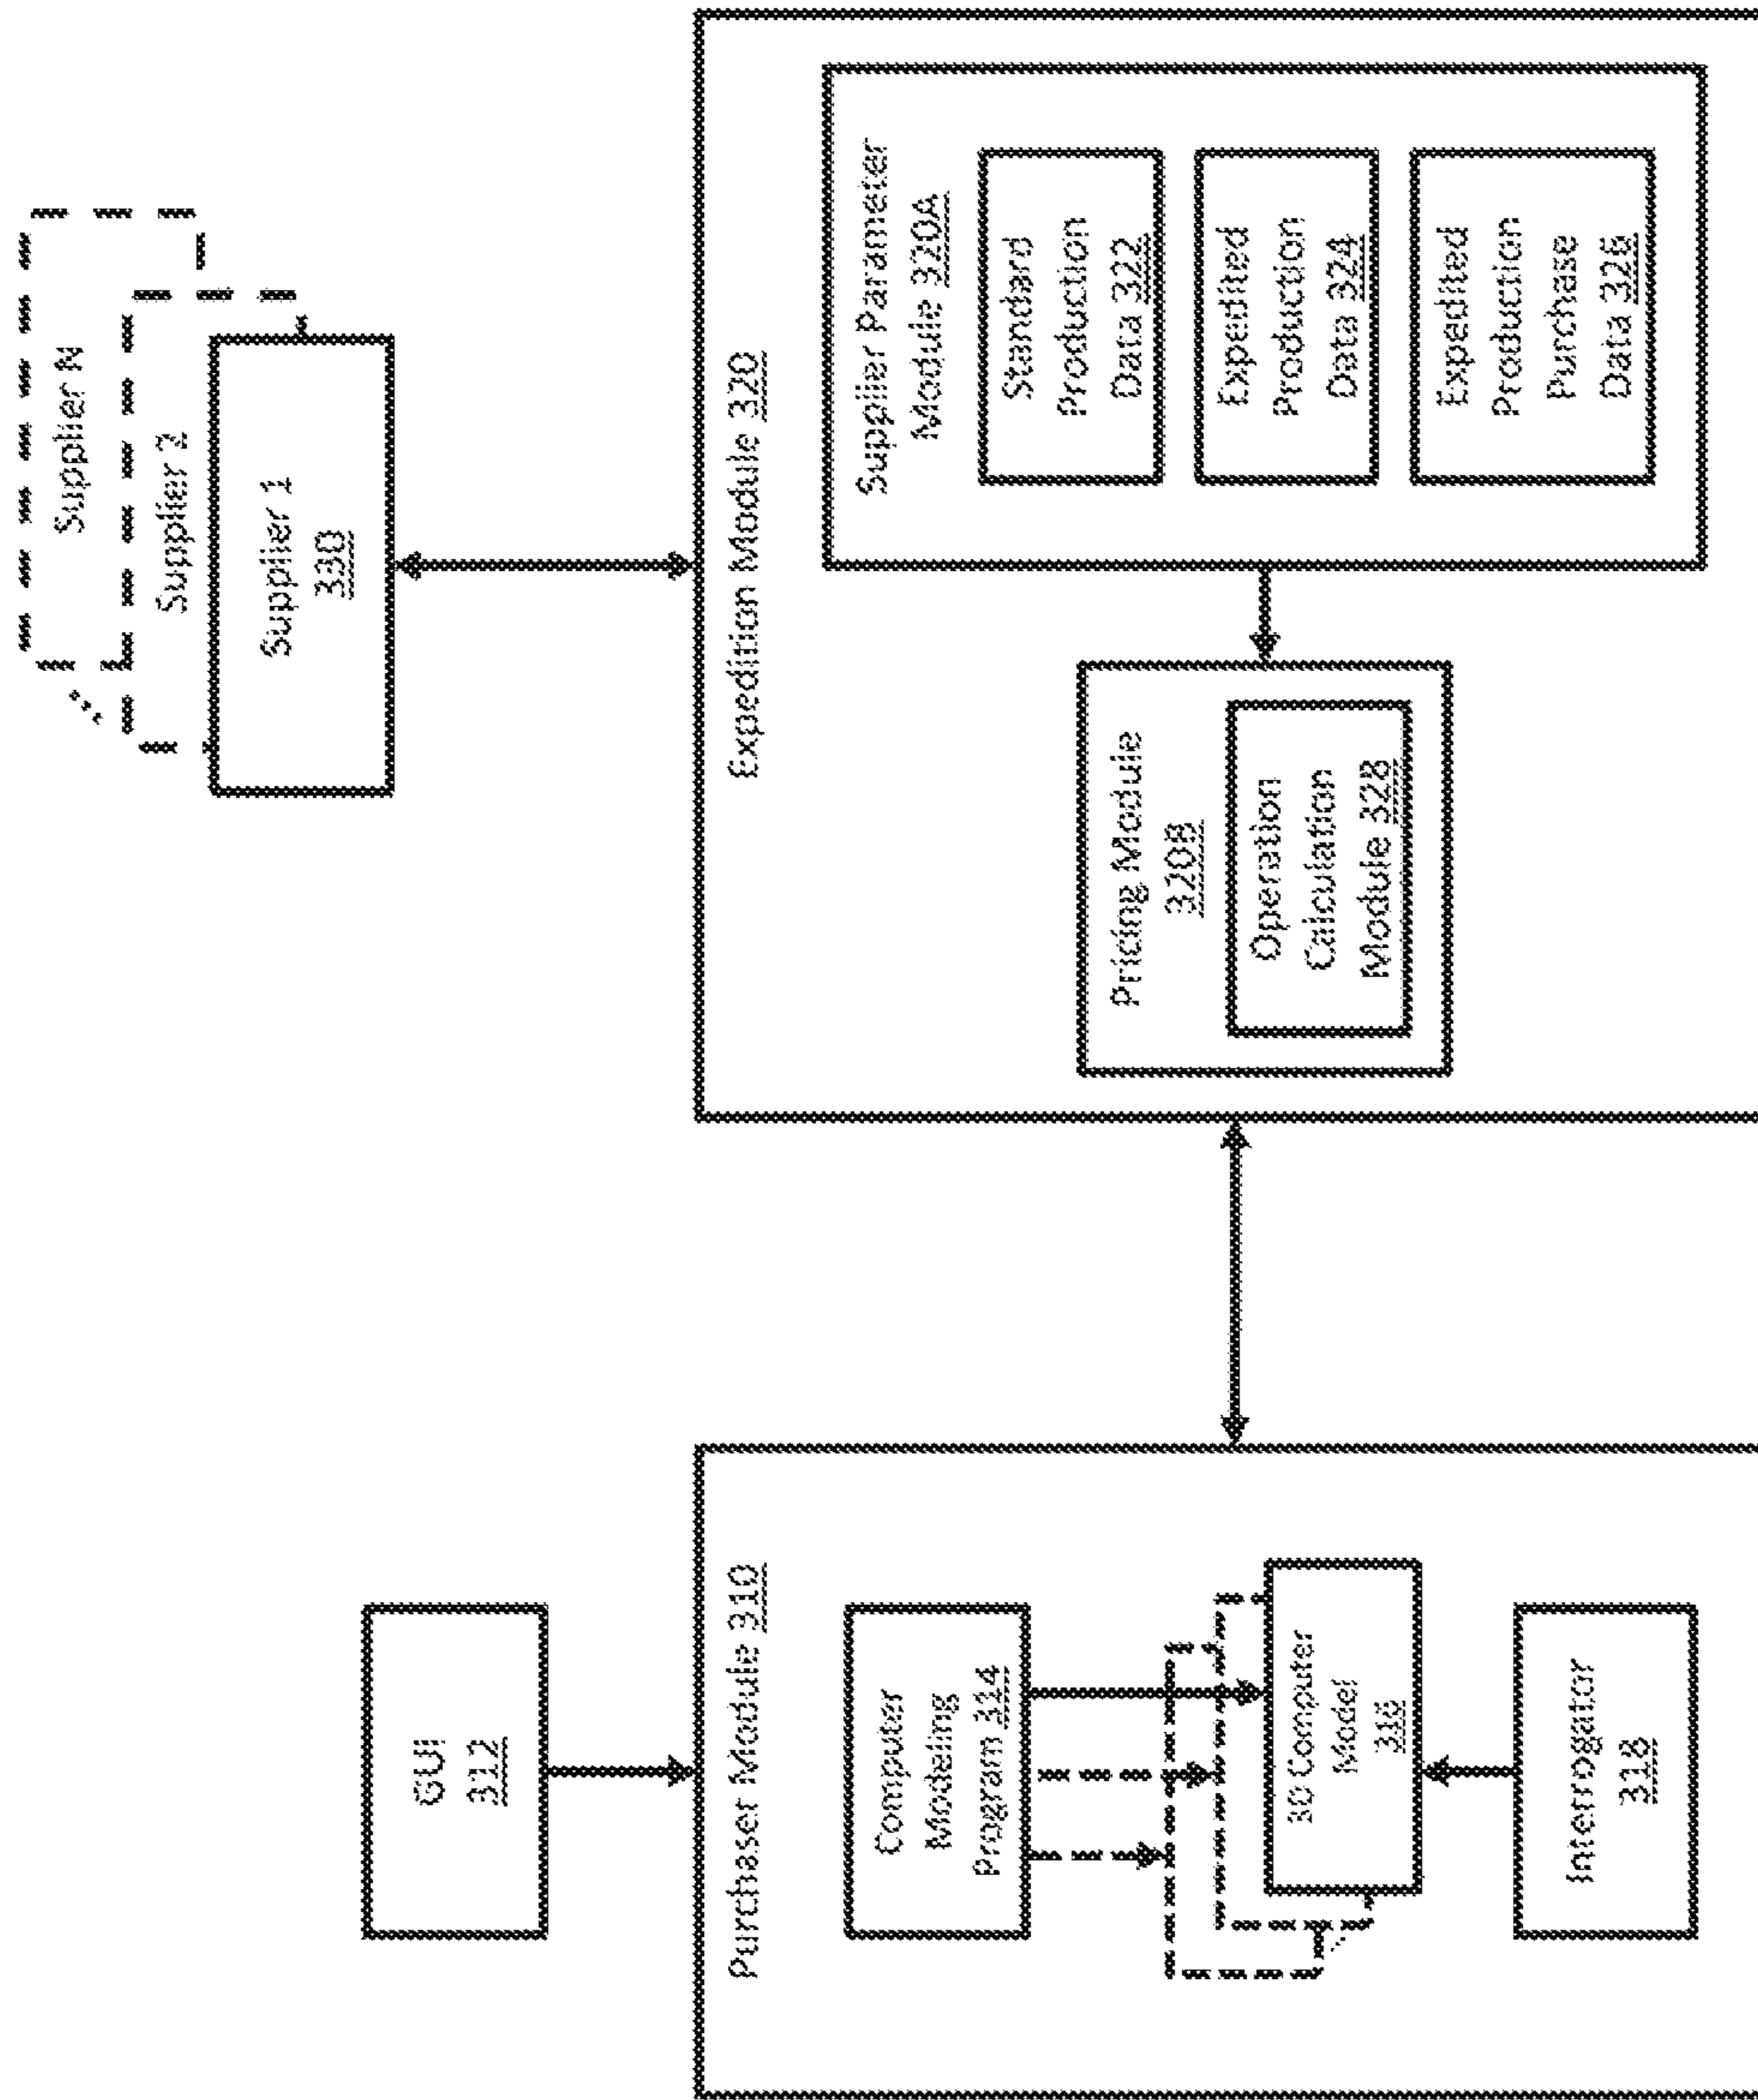 GUI
312
Purchaser Module 310
Computer
Modeling
Program 314
3D Computer
Model
316
Interrogator
318
Supplier N
Supplier 2
Supplier 1
330
Expedition Module 320
Pricing Module
320B
Operation
Calculation
Module 328
Supplier Parameter
Module 320A
Standard
Production
Data 322
Expedited
Production
Data 324
Expedited
Production
Purchase
Data 326